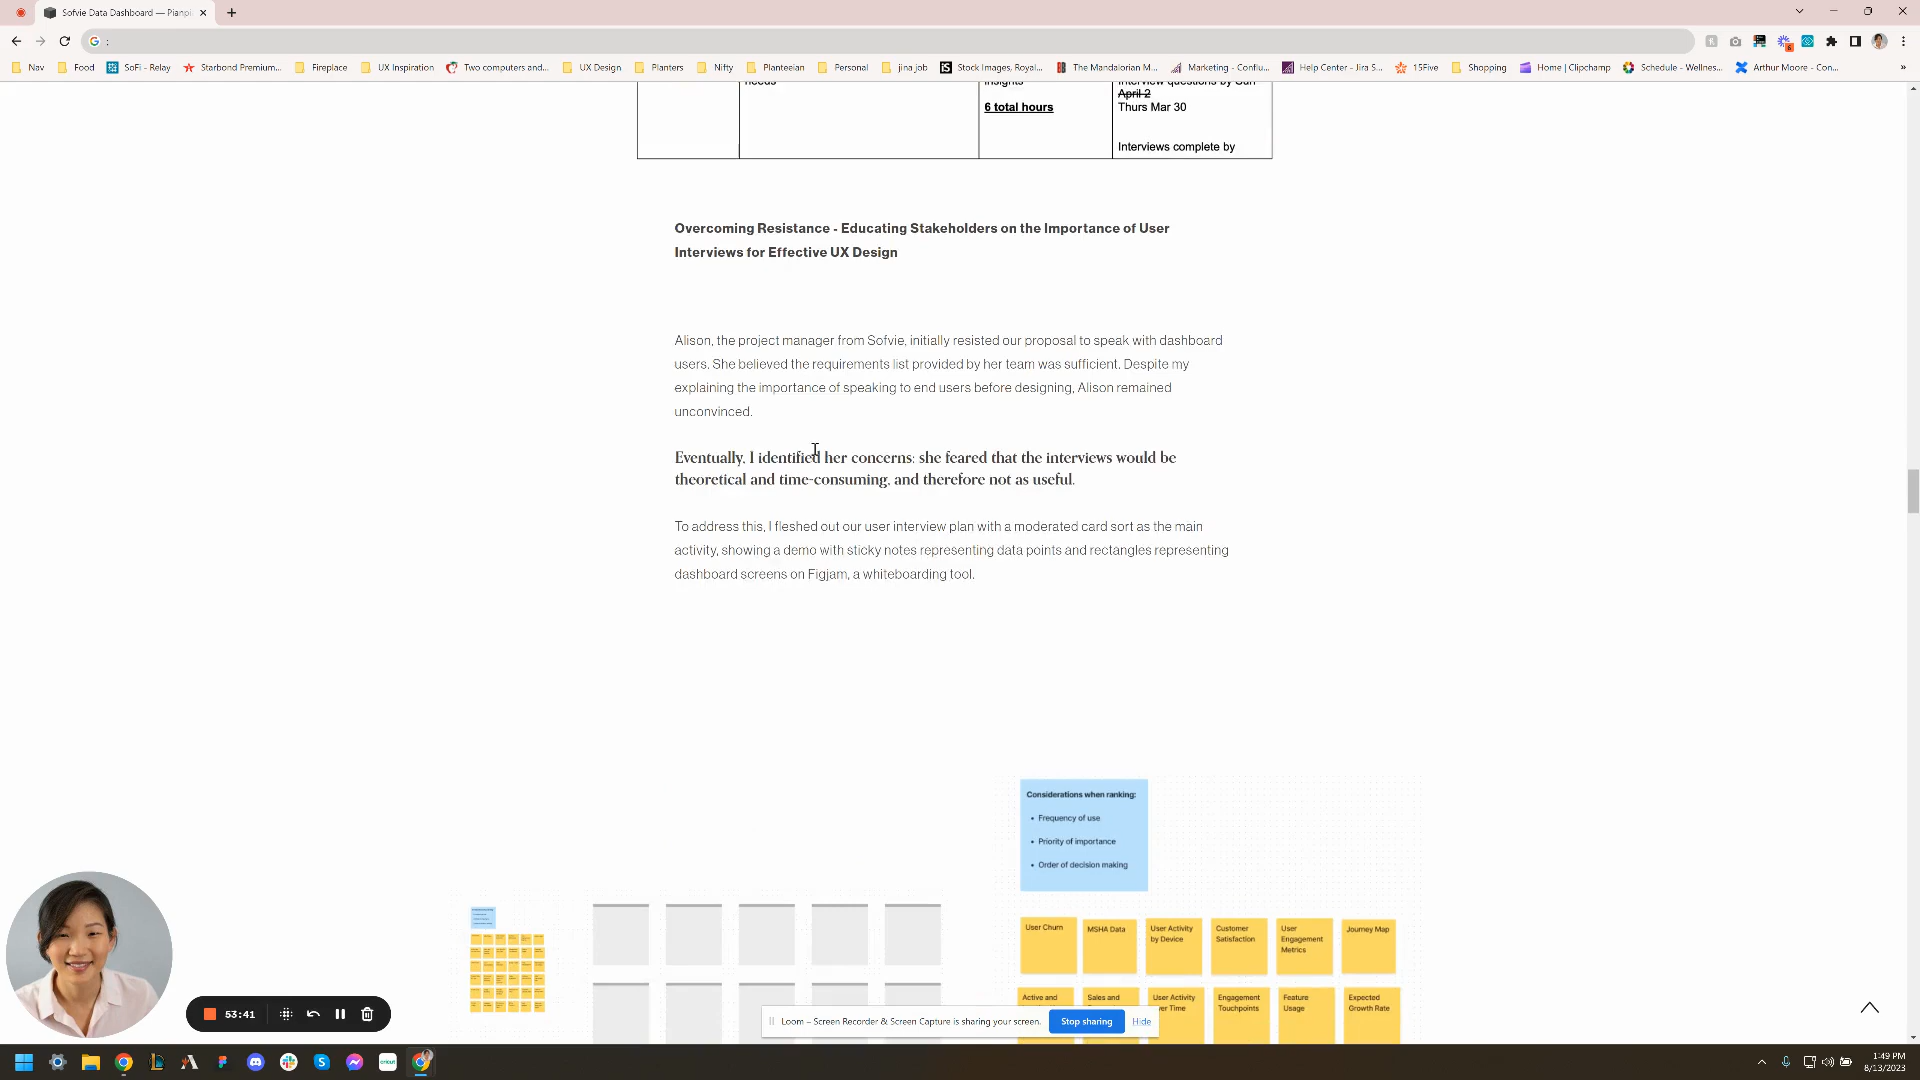 Sofvie Data Dashboard — Pianpi
:
Nav
Food
SoFi - Relay
Starbond Premium...
Fireplace
UX Inspiration
Two computers and...
UX Design
Planters
Nifty
Planteeian
Personal
jina job
Stock Images, Royal...
The Mandalorian M...
Marketing - Conflu...
Help Center - Jira S...
15Five
Shopping
Home | Clipchamp
Schedule - Wellnes...
Arthur Moore - Con...
»
needs
insights
Interview questions by Sun
April 2
6 total hours
Thurs Mar 30
Interviews complete by
Overcoming Resistance - Educating Stakeholders on the Importance of User
Interviews for Effective UX Design
Alison, the project manager from Sofvie, initially resisted our proposal to speak with dashboard
users. She believed the requirements list provided by her team was sufficient. Despite my
explaining the importance of speaking to end users before designing, Alison remained
unconvinced.
Eventually, I identified her concerns: she feared that the interviews would be
theoretical and time-consuming, and therefore not as useful.
To address this, I fleshed out our user interview plan with a moderated card sort as the main
activity, showing a demo with sticky notes representing data points and rectangles representing
dashboard screens on Figjam, a whiteboarding tool.
Considerations when ranking:
• Frequency of use
• Priority of importance
• Order of decision making
User Churn
MSHA Data
User Activity
by Device
Customer
Satisfaction
User
Engagement
Metrics
Journey Map
Active and
Sales and
User Activity
Over Time
Engagement
Touchpoints
Feature
Usage
Expected
Growth Rate
53:41
Loom – Screen Recorder & Screen Capture is sharing your screen.
Stop sharing
Hide
1:49 PM
8/13/2023